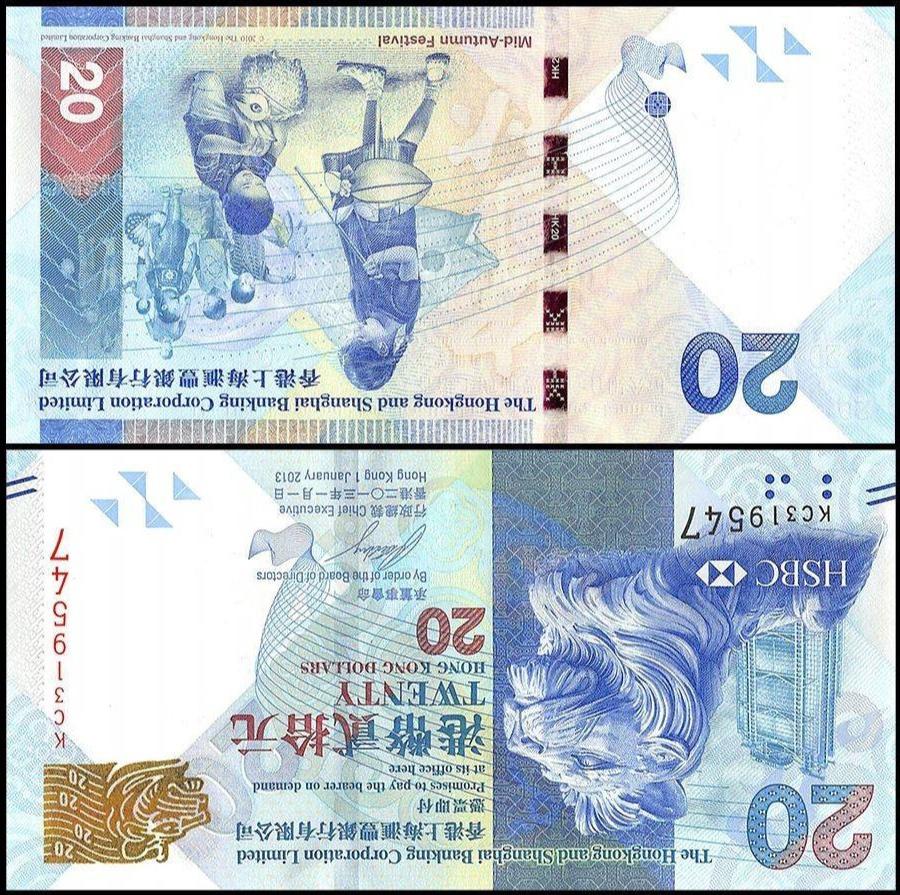 20
The Hongkong and Shanghai Banking Corporation Limited
香港上海滙豐銀行有限公司
憑票即付
Promises to pay the bearer on demand
at its office here
港幣貳拾元
TWENTY
HONG KONG DOLLARS
20
承董事會命
By order of the Board of Directors
行政總裁 Chief Executive
香港二〇一三年一月一日
Hong Kong 1 January 2013
HSBC
KC319547
KC319547
20
20
20
20
20
The Hongkong and Shanghai Banking Corporation Limited
香港上海滙豐銀行有限公司
HK20
HK2
20
Mid-Autumn Festival
© 2010 The Hongkong and Shanghai Banking Corporation Limited